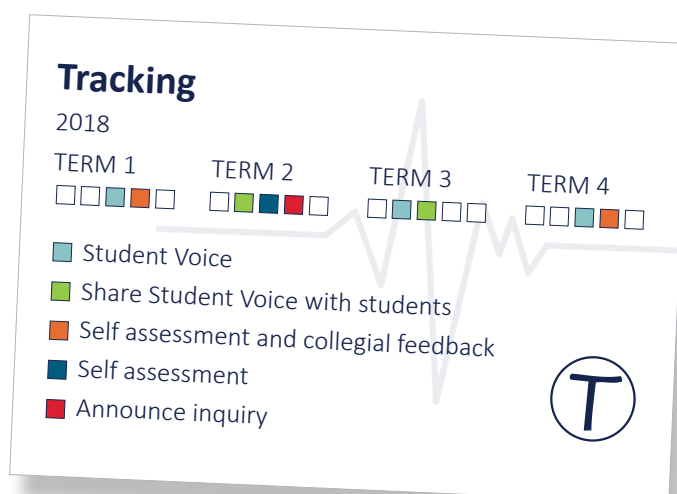 Tracking
2018
TERM 1 TERM 2 TERM 3 TERM 4
Student Voice
Share Student Voice with students
Self assessment and collegial feedback
Self assessment
Announce inquiry
T